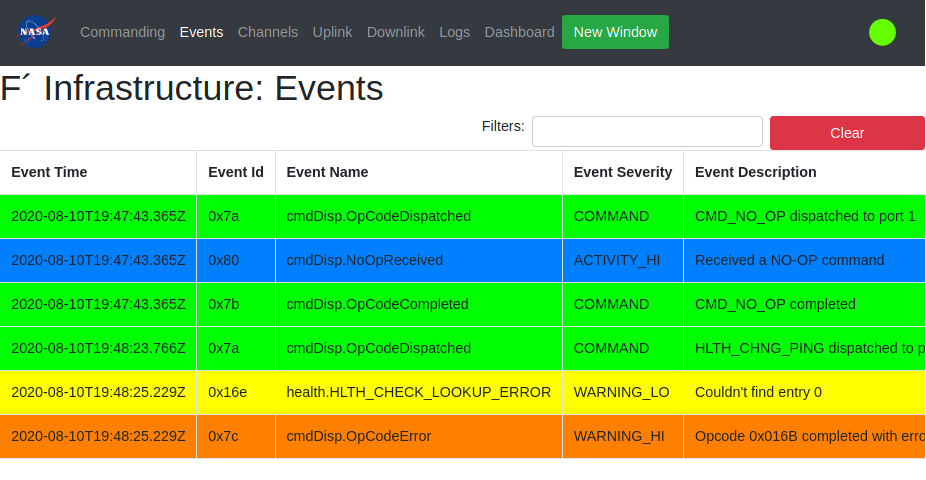 NASA Commanding Events Channels Uplink Downlink Logs Dashboard New Window
F´ Infrastructure: Events
Filters: Clear
Event Time Event Id Event Name Event Severity Event Description
2020-08-10T19:47:43.365Z 0x7a cmdDisp.OpCodeDispatched COMMAND CMD_NO_OP dispatched to port 1
2020-08-10T19:47:43.365Z 0x80 cmdDisp.NoOpReceived ACTIVITY_HI Received a NO-OP command
2020-08-10T19:47:43.365Z 0x7b cmdDisp.OpCodeCompleted COMMAND CMD_NO_OP completed
2020-08-10T19:48:23.766Z 0x7a cmdDisp.OpCodeDispatched COMMAND HLTH_CHNG_PING dispatched to p
2020-08-10T19:48:25.229Z 0x16e health.HLTH_CHECK_LOOKUP_ERROR WARNING_LO Couldn't find entry 0
2020-08-10T19:48:25.229Z 0x7c cmdDisp.OpCodeError WARNING_HI Opcode 0x016B completed with erro